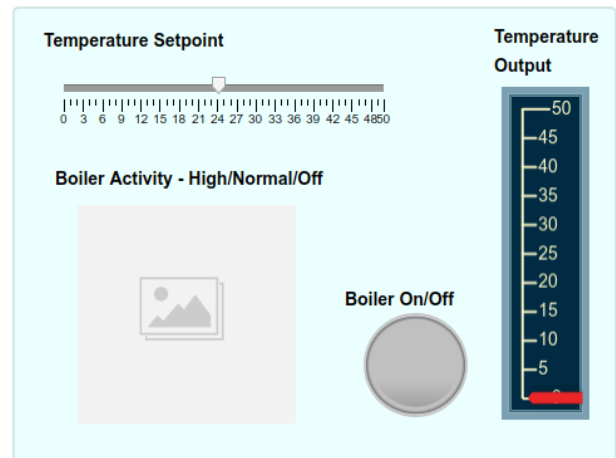 Temperature Setpoint
0 3 6 9 12 15 18 21 24 27 30 33 36 39 42 45 4850
Boiler Activity - High/Normal/Off
Boiler On/Off
Temperature
Output
50
45
40
35
30
25
20
15
10
5